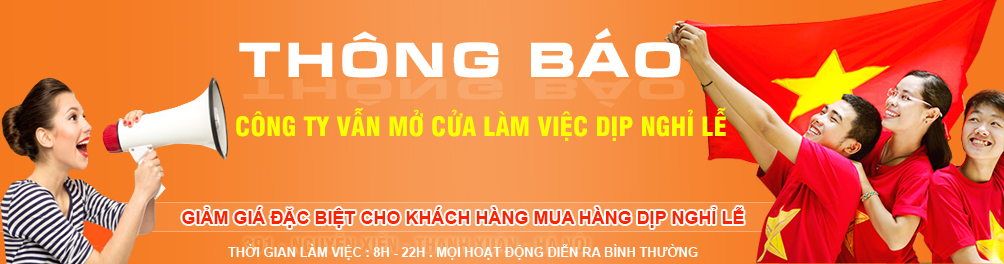 THÔNG BÁO
CÔNG TY VẪN MỞ CỬA LÀM VIỆC DỊP NGHỈ LỄ
GIẢM GIÁ ĐẶC BIỆT CHO KHÁCH HÀNG MUA HÀNG DỊP NGHỈ LỄ
THỜI GIAN LÀM VIỆC : 8H - 22H . MỌI HOẠT ĐỘNG DIỄN RA BÌNH THƯỜNG